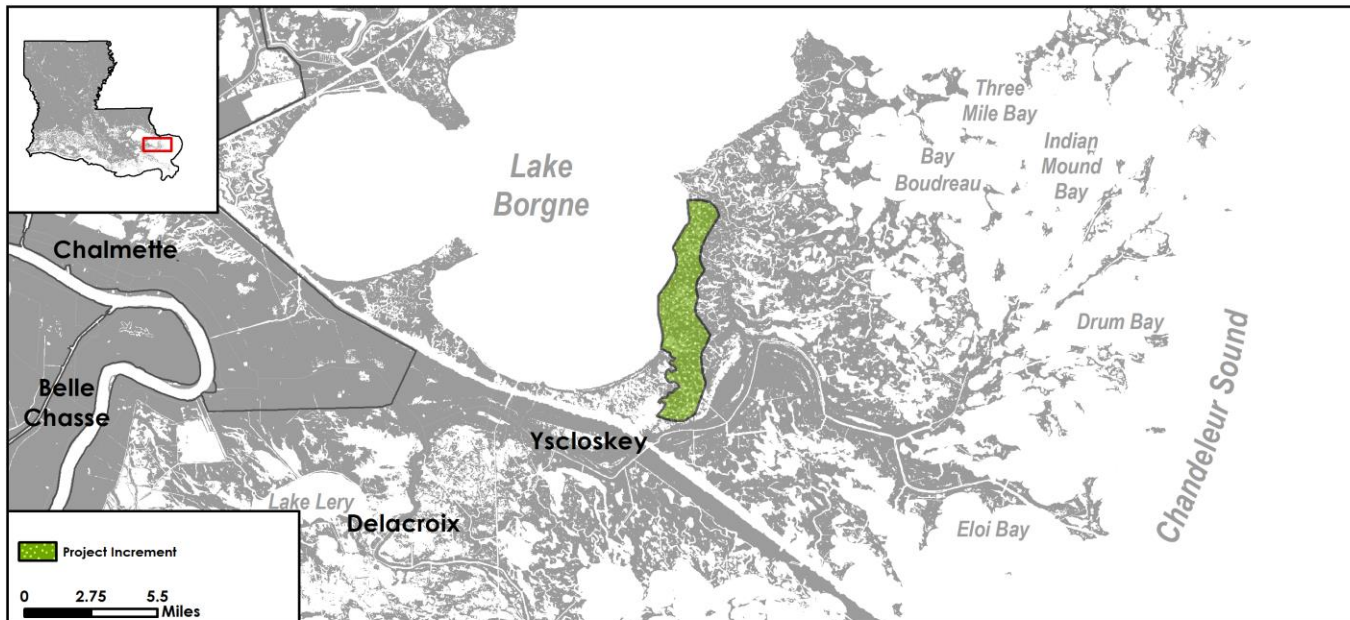 Three
Mile Bay
Indian
Mound
Bay
Bay
Boudreau
Lake
Borgne
Chalmette
Drum Bay
Chandeleur Sound
Belle
Chasse
Yscloskey
Lake Lery
Delacroix
Eloi Bay
Project Increment
0 2.75 5.5
Miles